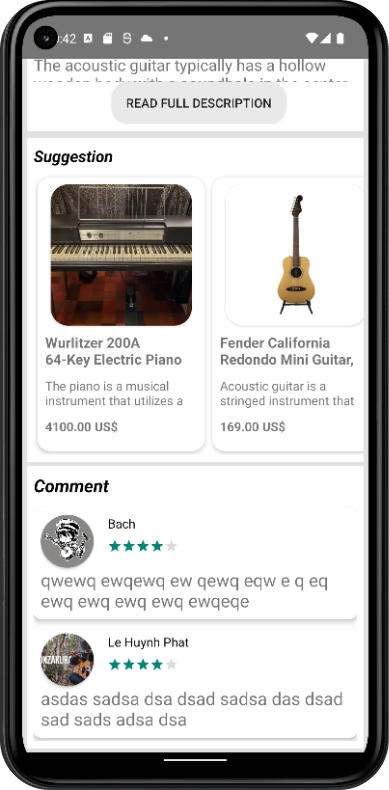 :42
The acoustic guitar typically has a hollow
wooden body with a soundhole in the center
READ FULL DESCRIPTION
Suggestion
Wurlitzer 200A
64-Key Electric Piano
The piano is a musical
instrument that utilizes a
4100.00 US$
Fender California
Redondo Mini Guitar,
Acoustic guitar is a
stringed instrument that
169.00 US$
Comment
Bach
qwewq ewqewq ew qewq eqw e q eq
ewq ewq ewq ewq ewqeqe
Le Huynh Phat
asdas sadsa dsa dsad sadsa das dsad
sad sads adsa dsa